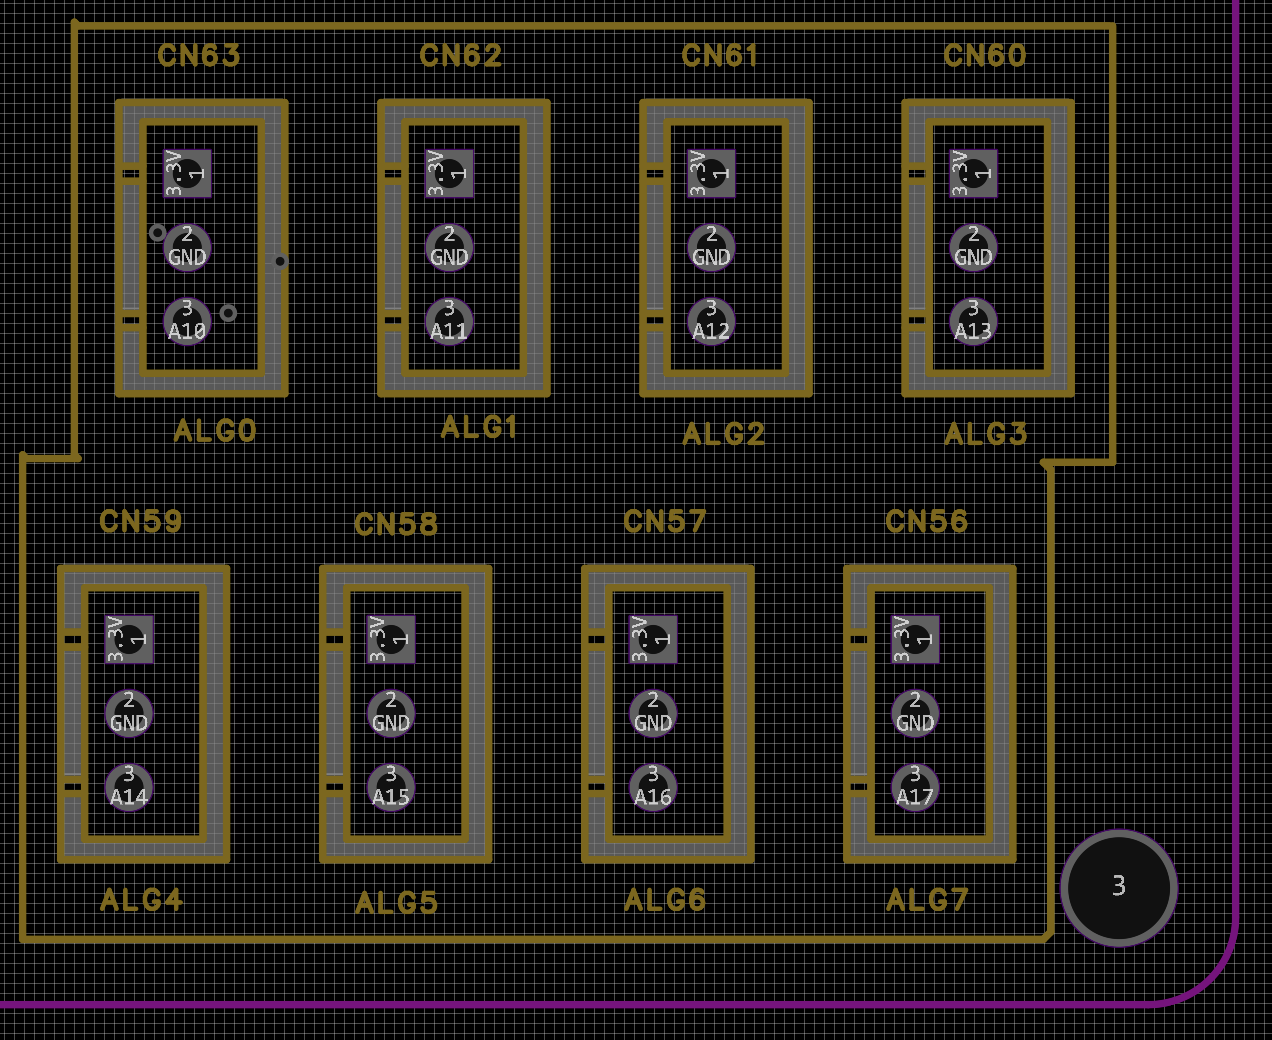 CN63 CN62 CN61 CN60
3.3V 1 3.3V 1 3.3V 1 3.3V 1
2 2 2 2
GND GND GND GND
3 3 3 3
A10 A11 A12 A13
ALG0 ALG1 ALG2 ALG3
CN59 CN58 CN57 CN56
3.3V 1 3.3V 1 3.3V 1 3.3V 1
2 2 2 2
GND GND GND GND
3 3 3 3
A14 A15 A16 A17
3
ALG4 ALG5 ALG6 ALG7